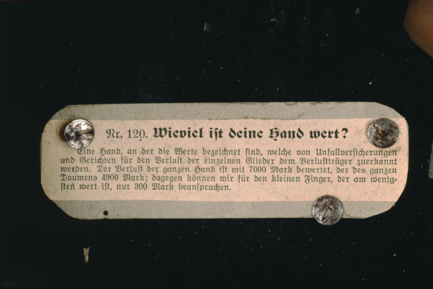 Nr. 120. Wieviel ist deine Hand wert?
Eine Hand, an der die Werte bezeichnet sind, welche von Unfallversicherungen
und Gerichten für den Verlust der einzelnen Glieder dem Verlustträger zuerkannt
werden. Der Verlust der ganzen Hand ist mit 7000 Mark bewertet, der des ganzen
Daumens 4900 Mark; dagegen können wir für den kleinen Finger, der am wenig-
sten wert ist, nur 300 Mark beanspruchen.